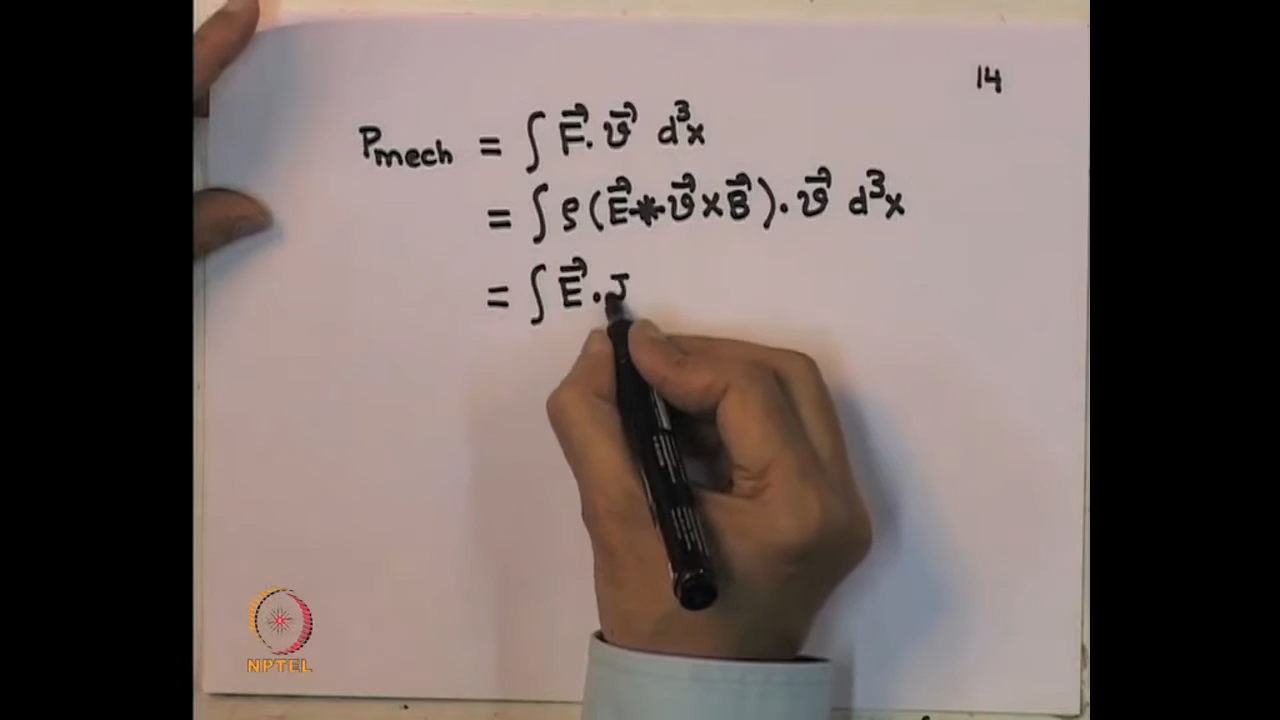 14
P_mech = ∫ F⃗ . v⃗ d³x
= ∫ ρ ( E⃗ + v⃗ × B⃗ ) . v⃗ d³x
= ∫ E⃗ . J
NPTEL